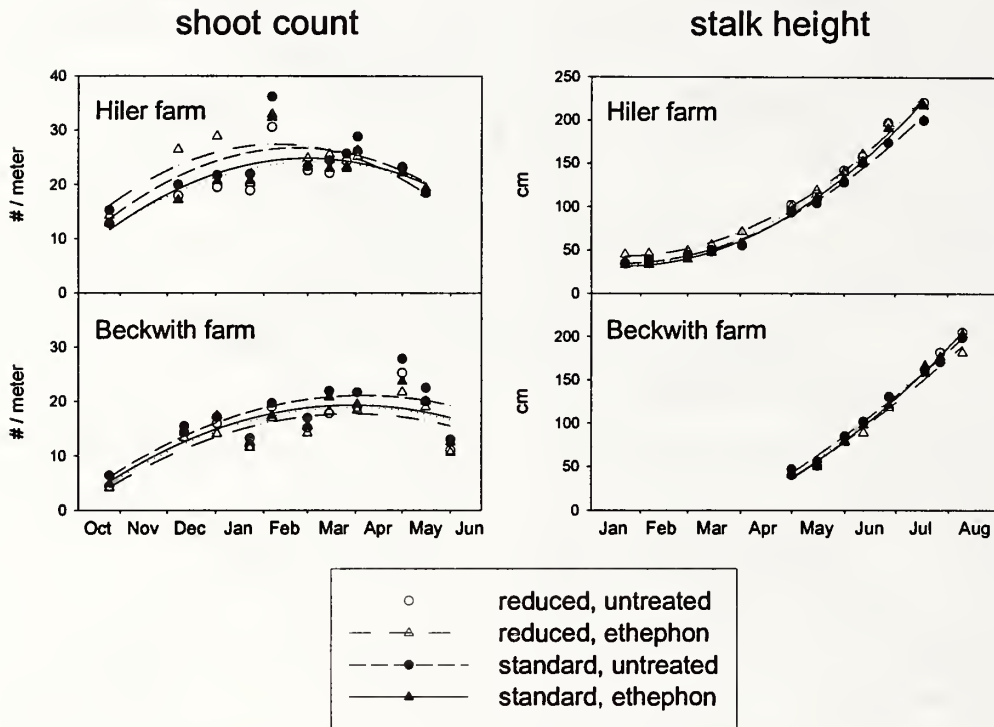 shoot count
stalk height
40
30
20
10
0
# / meter
Hiler farm
250
200
150
100
50
0
cm
Hiler farm
30
20
10
0
# / meter
Beckwith farm
Oct Nov Dec Jan Feb Mar Apr May Jun
200
150
100
50
0
cm
Beckwith farm
Jan Feb Mar Apr May Jun Jul Aug
reduced, untreated
reduced, ethephon
standard, untreated
standard, ethephon